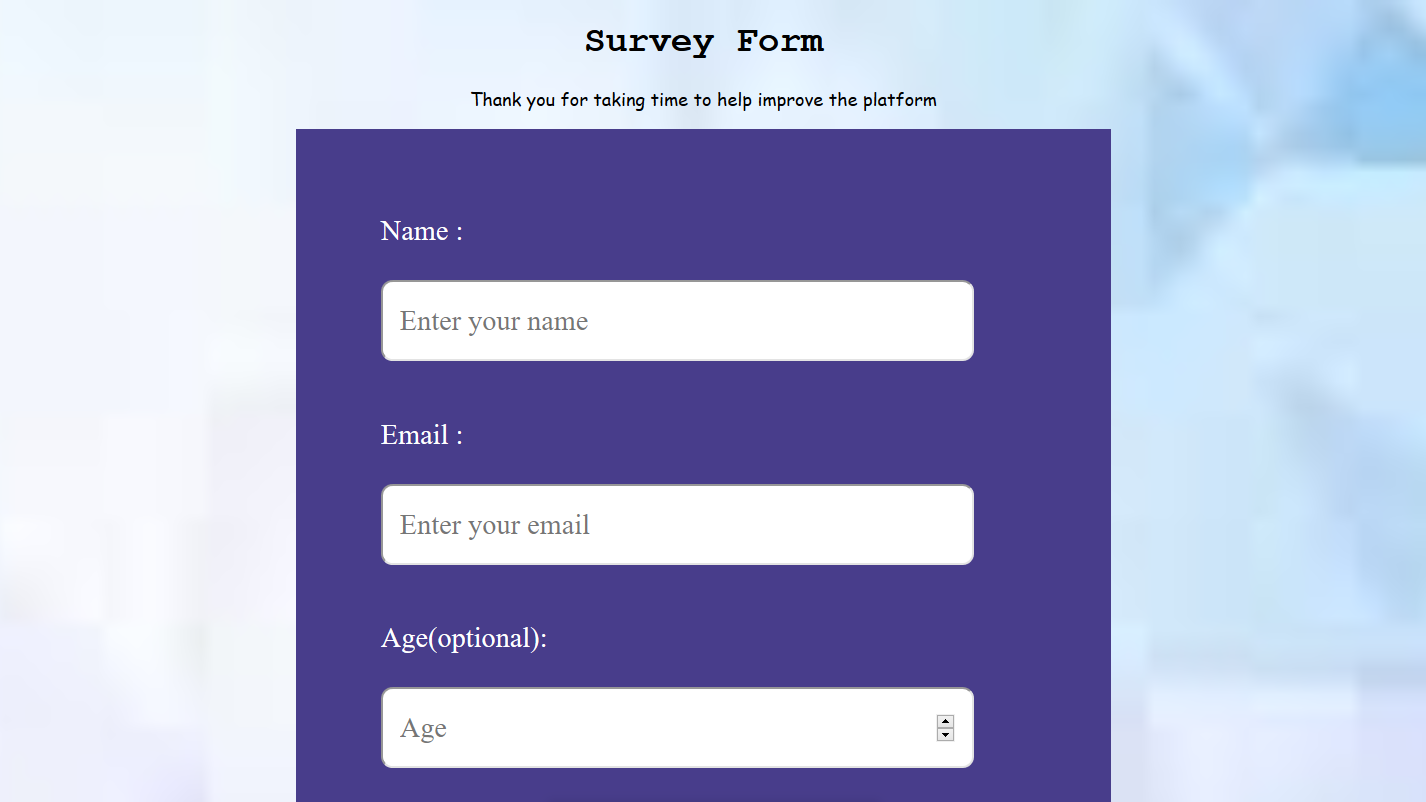 Survey Form
Thank you for taking time to help improve the platform
Name :
Enter your name
Email :
Enter your email
Age(optional):
Age